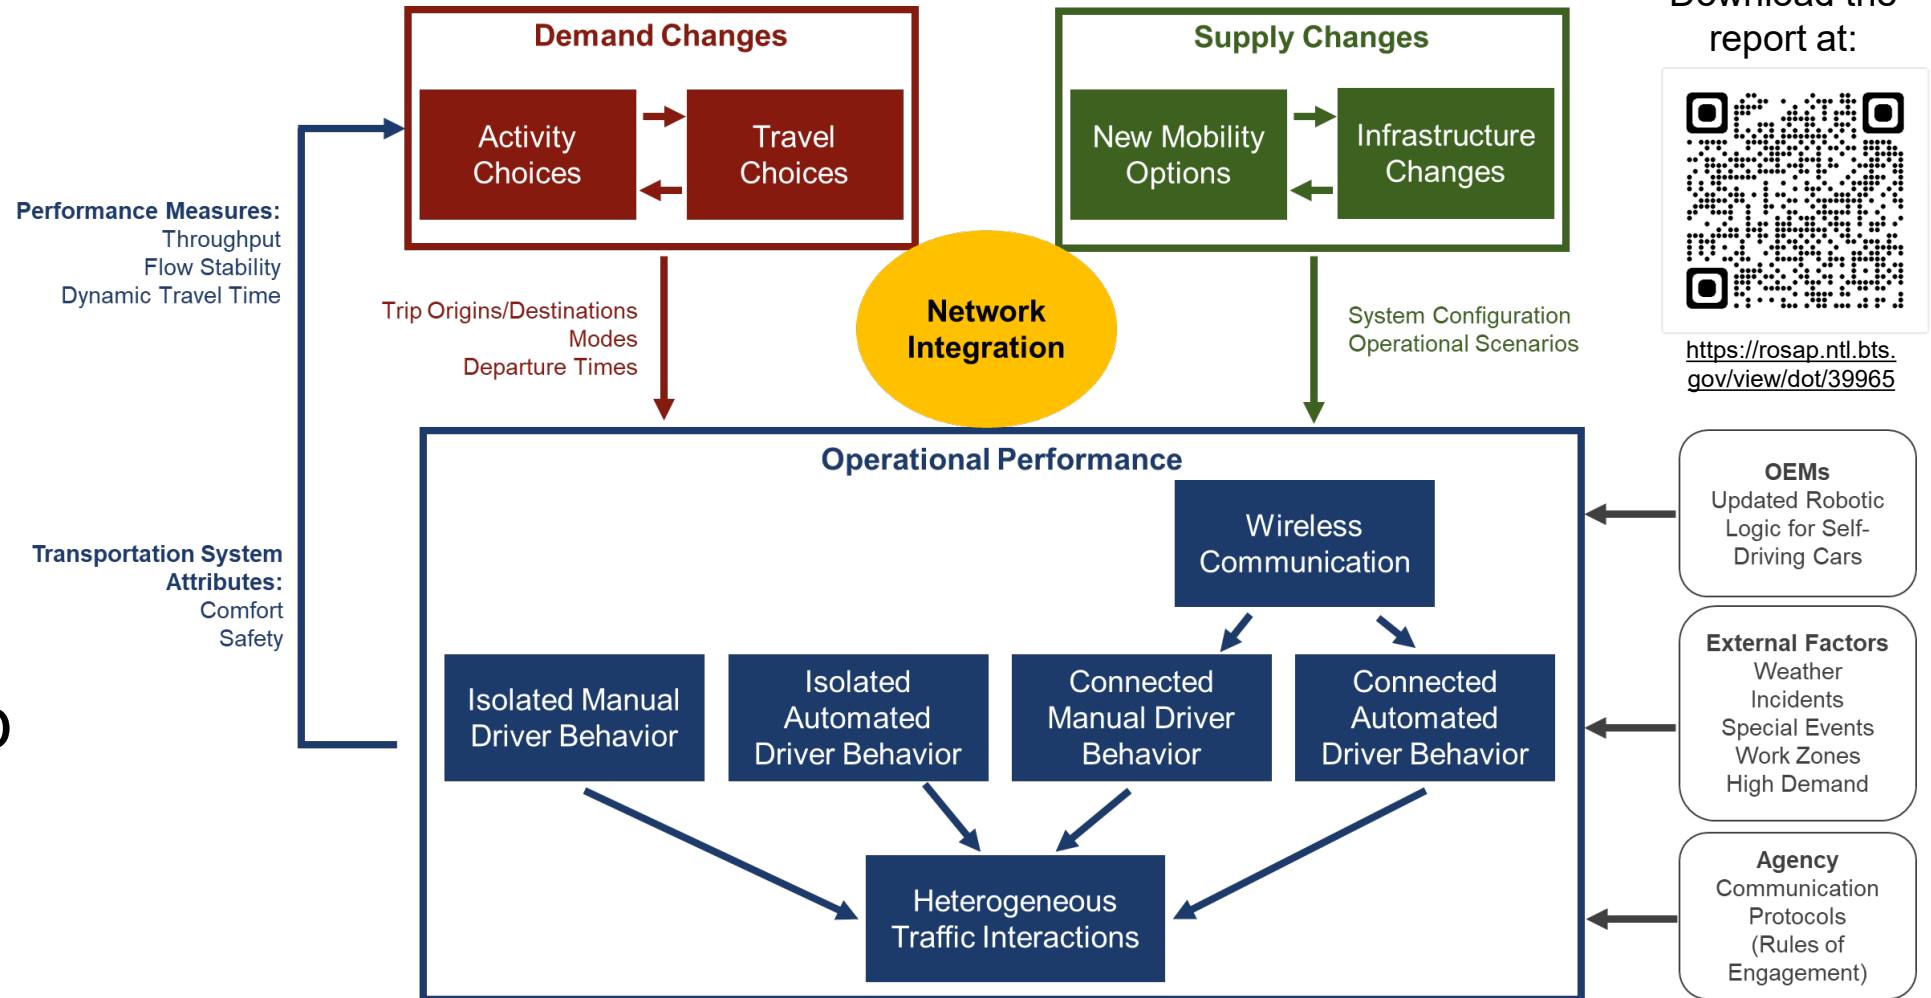 Download the
report at:
https://rosap.ntl.bts.
gov/view/dot/39965
Demand Changes
Activity
Choices
Travel
Choices
Supply Changes
New Mobility
Options
Infrastructure
Changes
Performance Measures:
Throughput
Flow Stability
Dynamic Travel Time
Trip Origins/Destinations
Modes
Departure Times
Network
Integration
System Configuration
Operational Scenarios
Transportation System
Attributes:
Comfort
Safety
Operational Performance
Wireless
Communication
Isolated Manual
Driver Behavior
Isolated
Automated
Driver Behavior
Connected
Manual Driver
Behavior
Connected
Automated
Driver Behavior
Heterogeneous
Traffic Interactions
OEMs
Updated Robotic
Logic for Self-
Driving Cars
External Factors
Weather
Incidents
Special Events
Work Zones
High Demand
Agency
Communication
Protocols
(Rules of
Engagement)